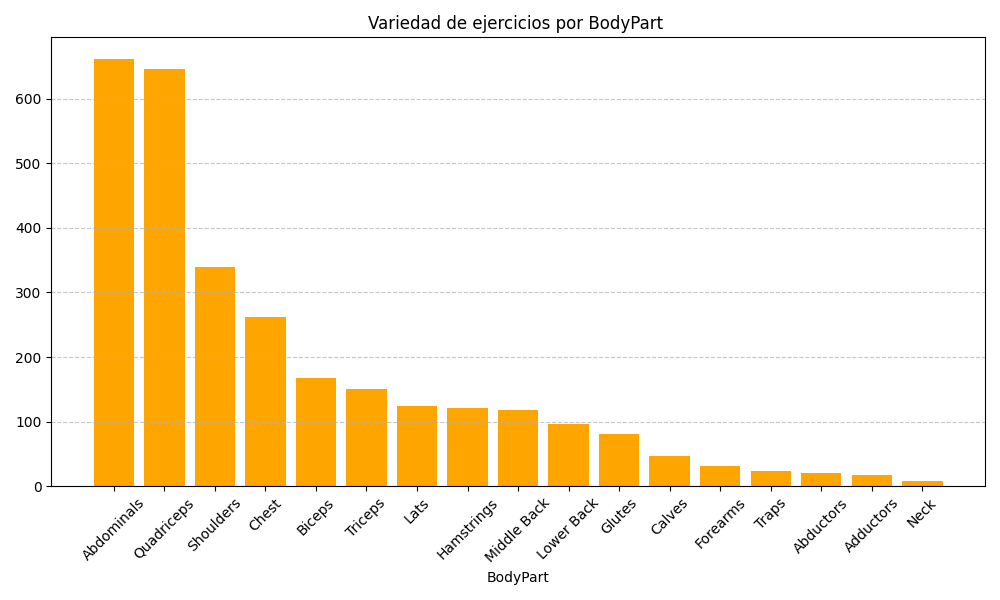 Variedad de ejercicios por BodyPart
600
500
400
300
200
100
0
Abdominals
Quadriceps
Shoulders
Chest
Biceps
Triceps
Lats
Hamstrings
Middle Back
Lower Back
Glutes
Calves
Forearms
Traps
Abductors
Adductors
Neck
BodyPart